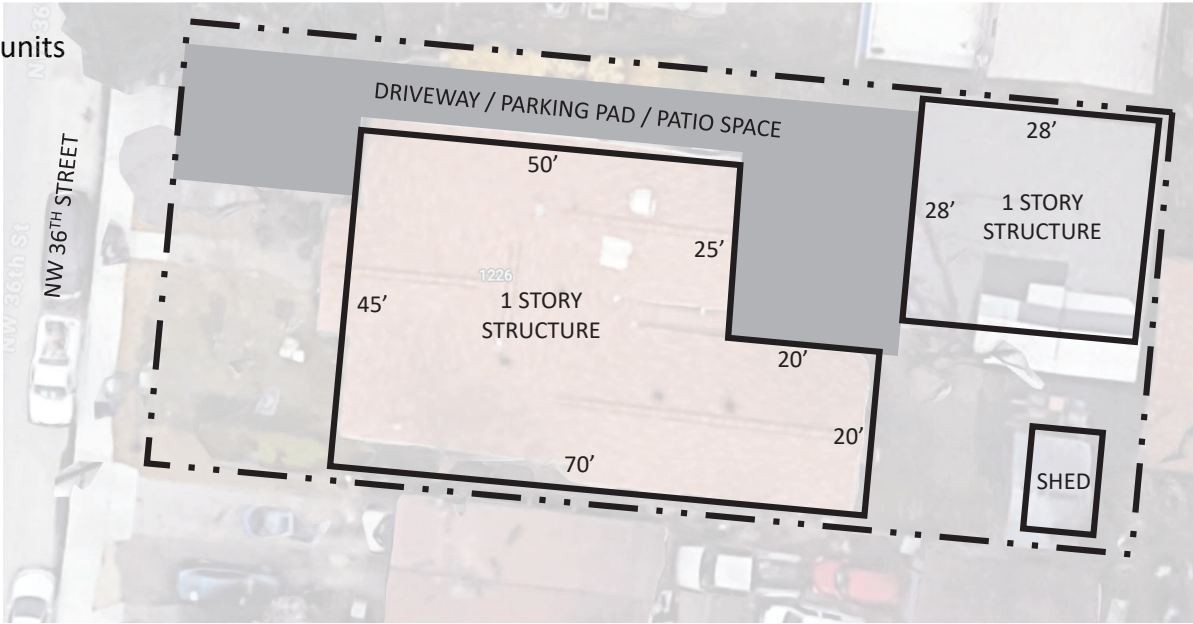 units
N 36
DRIVEWAY / PARKING PAD / PATIO SPACE
28’
50’
NW 36TH STREET
28’
1 STORY
STRUCTURE
25’
1226
NW 36th St
45’
1 STORY
STRUCTURE
20’
20’
70’
SHED